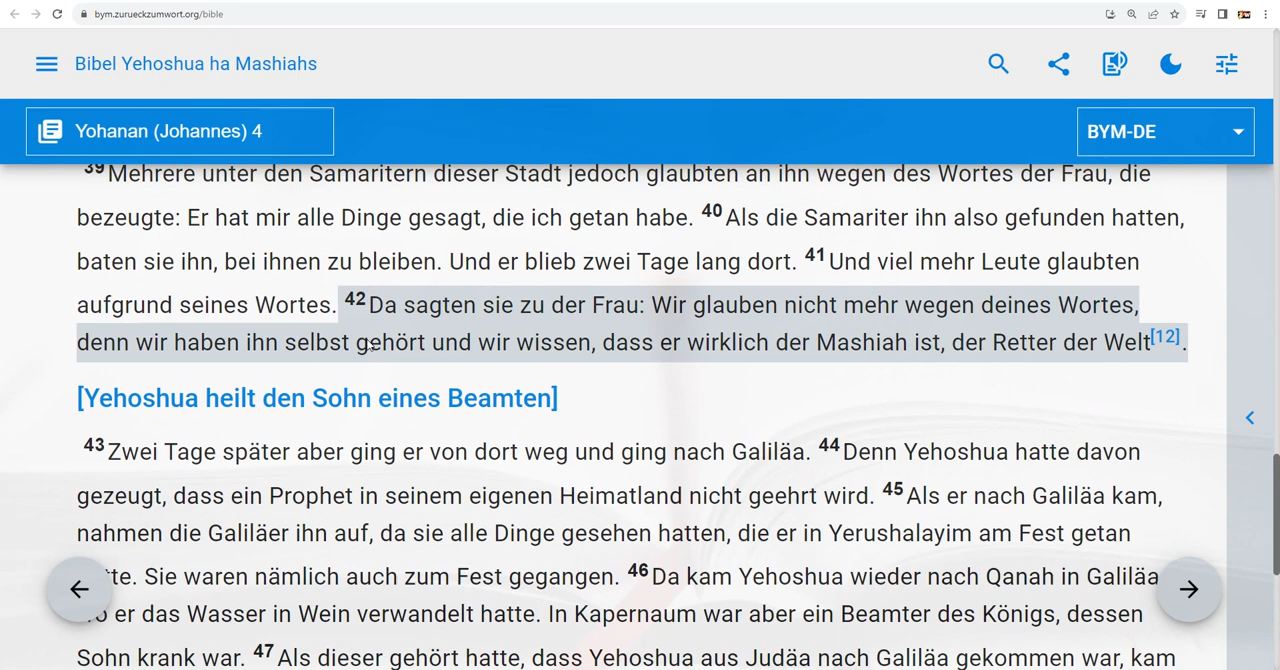 bym.zurueckzumwort.org/bible
Bibel Yehoshua ha Mashiahs
Yohanan (Johannes) 4
BYM-DE
39 Mehrere unter den Samaritern dieser Stadt jedoch glaubten an ihn wegen des Wortes der Frau, die
bezeugte: Er hat mir alle Dinge gesagt, die ich getan habe. 40 Als die Samariter ihn also gefunden hatten,
baten sie ihn, bei ihnen zu bleiben. Und er blieb zwei Tage lang dort. 41 Und viel mehr Leute glaubten
aufgrund seines Wortes. 42 Da sagten sie zu der Frau: Wir glauben nicht mehr wegen deines Wortes,
denn wir haben ihn selbst gehört und wir wissen, dass er wirklich der Mashiah ist, der Retter der Welt[12].
[Yehoshua heilt den Sohn eines Beamten]
43 Zwei Tage später aber ging er von dort weg und ging nach Galiläa. 44 Denn Yehoshua hatte davon
gezeugt, dass ein Prophet in seinem eigenen Heimatland nicht geehrt wird. 45 Als er nach Galiläa kam,
nahmen die Galiläer ihn auf, da sie alle Dinge gesehen hatten, die er in Yerushalayim am Fest getan
tte. Sie waren nämlich auch zum Fest gegangen. 46 Da kam Yehoshua wieder nach Qanah in Galiläa
er das Wasser in Wein verwandelt hatte. In Kapernaum war aber ein Beamter des Königs, dessen
Sohn krank war. 47 Als dieser gehört hatte, dass Yehoshua aus Judäa nach Galiläa gekommen war, kam